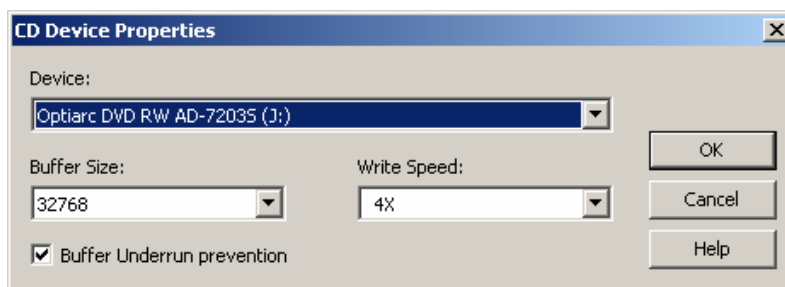 CD Device Properties
Device:
Optiarc DVD RW AD-7203S (J:)
Buffer Size:
Write Speed:
32768
4X
Buffer Underrun prevention
OK
Cancel
Help